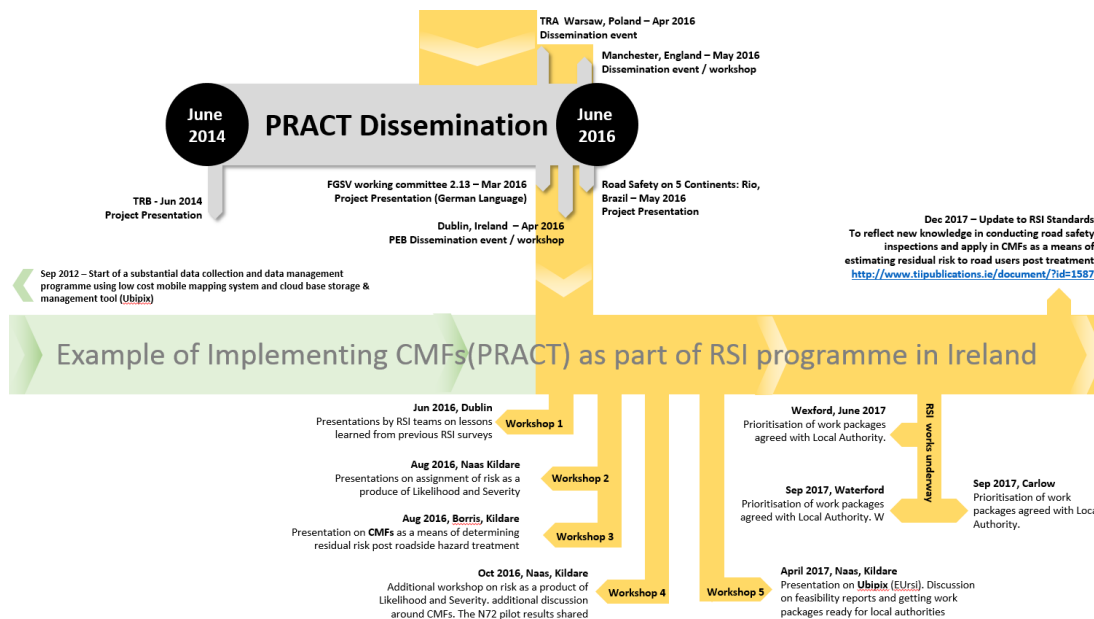 TRA Warsaw, Poland – Apr 2016
Dissemination event
Manchester, England – May 2016
Dissemination event / workshop
June
2014
PRACT Dissemination
June
2016
TRB - Jun 2014
Project Presentation
FGSV working committee 2.13 – Mar 2016
Project Presentation (German Language)
Road Safety on 5 Continents: Rio,
Brazil – May 2016
Project Presentation
Dublin, Ireland – Apr 2016
PEB Dissemination event / workshop
Dec 2017 – Update to RSI Standards
To reflect new knowledge in conducting road safety
inspections and apply in CMFs as a means of
estimating residual risk to road users post treatment
http://www.tiipublications.ie/document/?id=1587
Sep 2012 – Start of a substantial data collection and data management
programme using low cost mobile mapping system and cloud base storage &
management tool (Ubipix)
Example of Implementing CMFs(PRACT) as part of RSI programme in Ireland
Jun 2016, Dublin
Presentations by RSI teams on lessons
learned from previous RSI surveys
Workshop 1
Aug 2016, Naas Kildare
Presentations on assignment of risk as a
produce of Likelihood and Severity
Workshop 2
Aug 2016, Borris, Kildare
Presentation on CMFs as a means of determining
residual risk post roadside hazard treatment
Workshop 3
Oct 2016, Naas, Kildare
Additional workshop on risk as a product of
Likelihood and Severity. additional discussion
around CMFs. The N72 pilot results shared
Workshop 4
Workshop 5
April 2017, Naas, Kildare
Presentation on Ubipix (EUrsi). Discussion
on feasibility reports and getting work
packages ready for local authorities
Wexford, June 2017
Prioritisation of work packages
agreed with Local Authority.
RSI works underway
Sep 2017, Waterford
Prioritisation of work packages
agreed with Local Authority. W
Sep 2017, Carlow
Prioritisation of work
packages agreed with Loca
Authority.